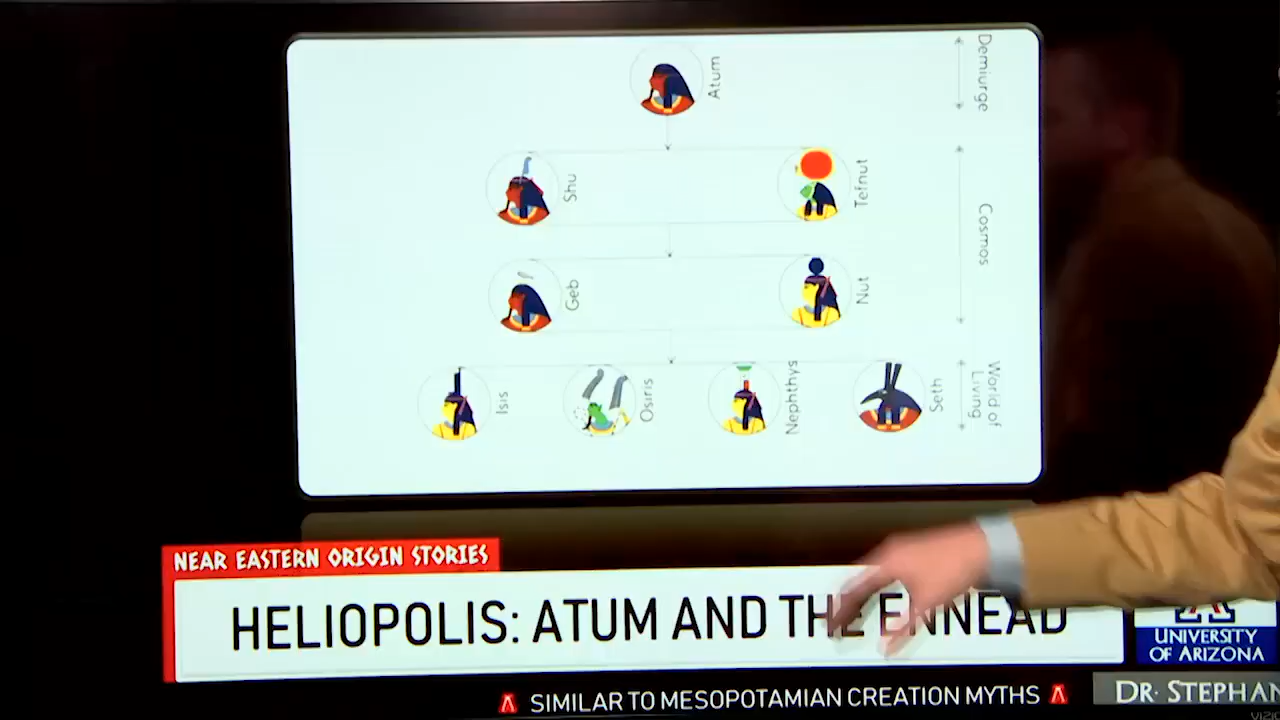 Demiurge
Atum
Shu
Tefnut
Cosmos
Geb
Nut
Isis
Osiris
Nephthys
Seth
World of
Living
NEAR EASTERN ORIGIN STORIES
HELIOPOLIS: ATUM AND THE ENNEAD
UNIVERSITY
OF ARIZONA
SIMILAR TO MESOPOTAMIAN CREATION MYTHS
DR. STEPHAN
VIZIO